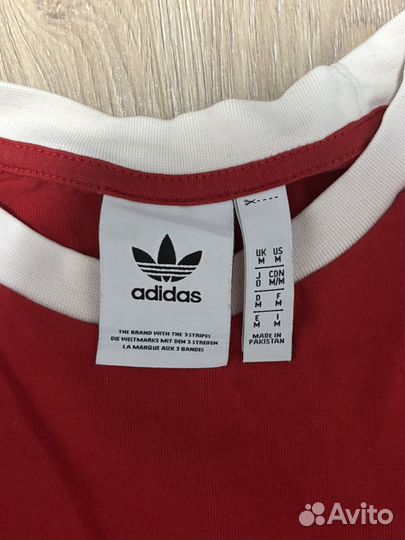 adidas
THE BRAND WITH THE 3 STRIPES
DIE WELTMARKE MIT DEN 3 STREIFEN
LA MARQUE AUX 3 BANDES
UK M US M
J O CDN M/M
D M F M
E M I M
MADE IN
PAKISTAN
Avito